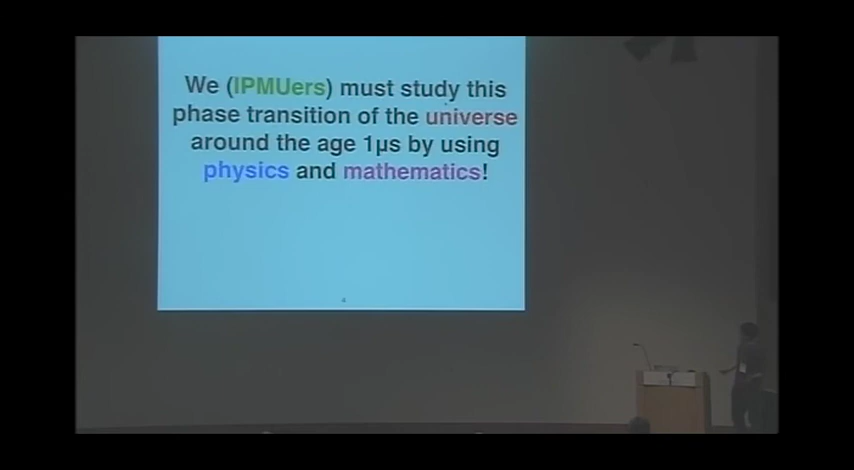 We (IPMUers) must study this
phase transition of the universe
around the age 1µs by using
physics and mathematics!
4